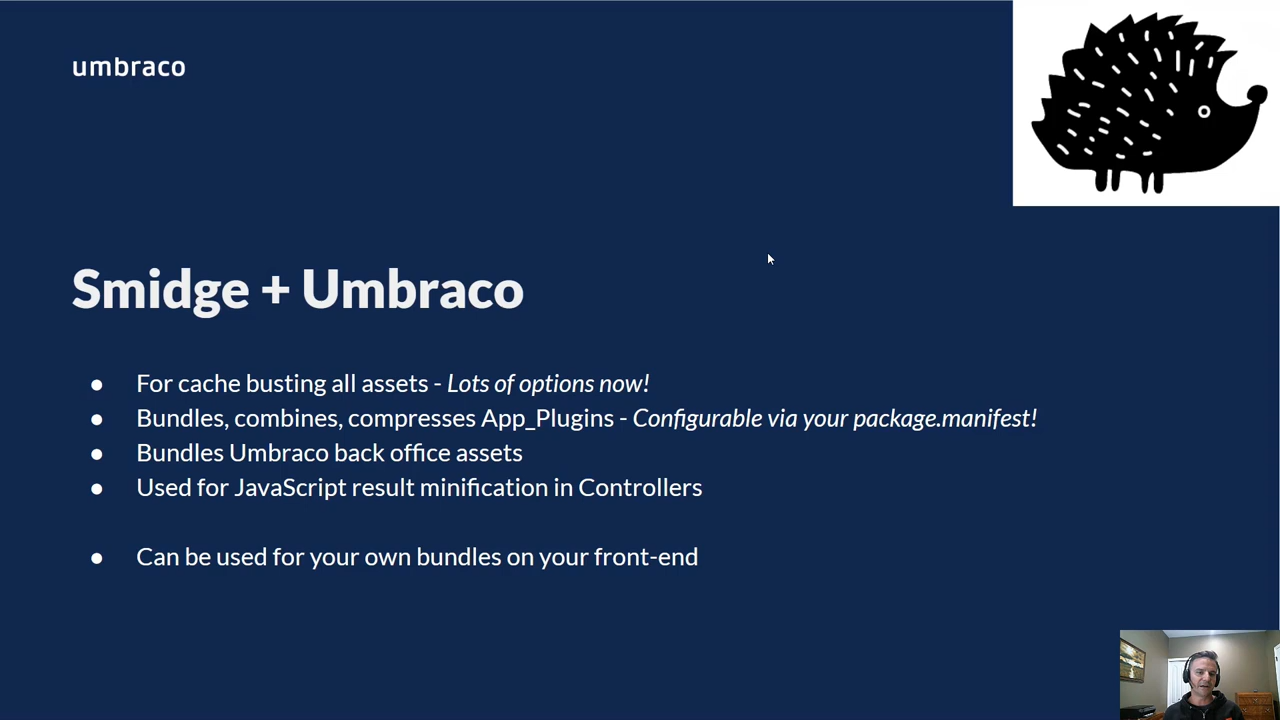 umbraco
Smidge + Umbraco
● For cache busting all assets - Lots of options now!
● Bundles, combines, compresses App_Plugins - Configurable via your package.manifest!
● Bundles Umbraco back office assets
● Used for JavaScript result minification in Controllers
● Can be used for your own bundles on your front-end